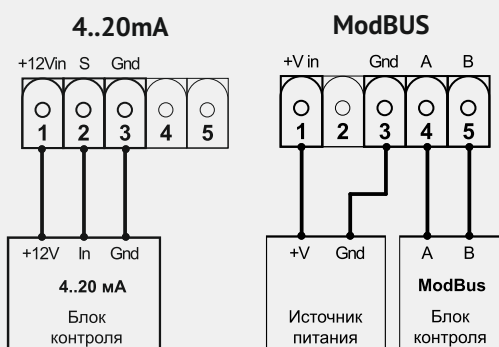 4..20mA
+12Vin S Gnd
1 2 3 4 5
+12V In Gnd
4..20 мА
Блок
контроля
ModBUS
+V in Gnd A B
1 2 3 4 5
+V Gnd
Источник
питания
A B
ModBus
Блок
контроля